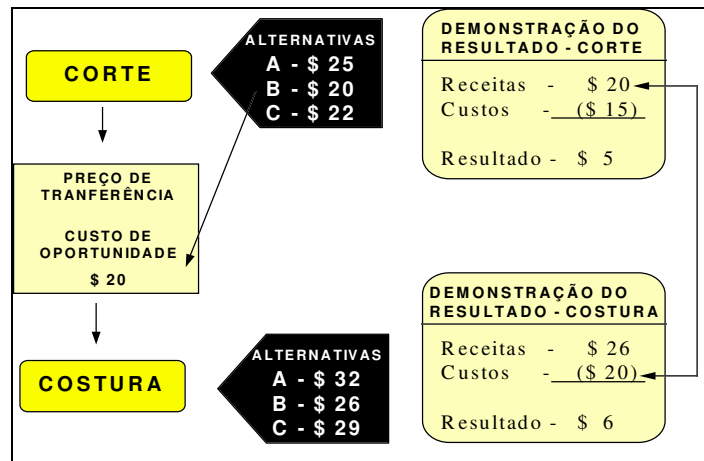 CORTE
ALTERNATIVAS
A - $ 25
B - $ 20
C - $ 22
DEMONSTRAÇÃO DO
RESULTADO - CORTE
Receitas - $ 20
Custos - ($ 15)
Resultado - $ 5
PREÇO DE
TRANFERÊNCIA
CUSTO DE
OPORTUNIDADE
$ 20
COSTURA
ALTERNATIVAS
A - $ 32
B - $ 26
C - $ 29
DEMONSTRAÇÃO DO
RESULTADO - COSTURA
Receitas - $ 26
Custos - ($ 20)
Resultado - $ 6